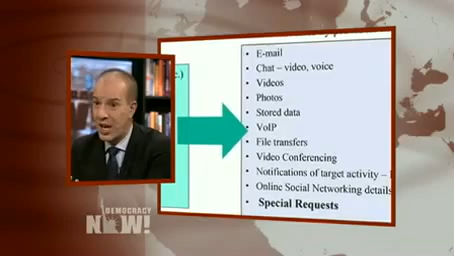 c.)
• E-mail
• Chat – video, voice
• Videos
• Photos
• Stored data
• VoIP
• File transfers
• Video Conferencing
• Notifications of target activity –
• Online Social Networking details
• Special Requests
DEMOCRACY
NOW!